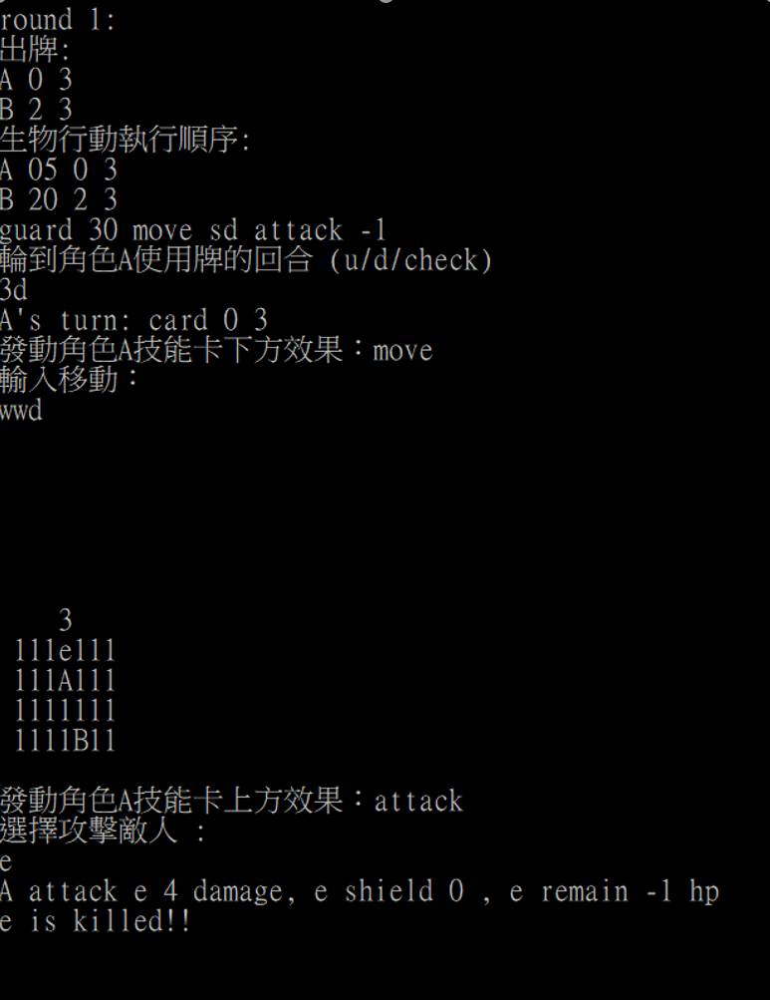 round 1:
出牌:
A 0 3
B 2 3
生物行動執行順序:
A 05 0 3
B 20 2 3
guard 30 move sd attack -1
輪到角色A使用牌的回合 (u/d/check)
3d
A's turn: card 0 3
發動角色A技能卡下方效果：move
輸入移動：
wwd
3
111e111
111A111
1111111
1111B11
發動角色A技能卡上方效果：attack
選擇攻擊敵人 :
e
A attack e 4 damage, e shield 0 , e remain -1 hp
e is killed!!